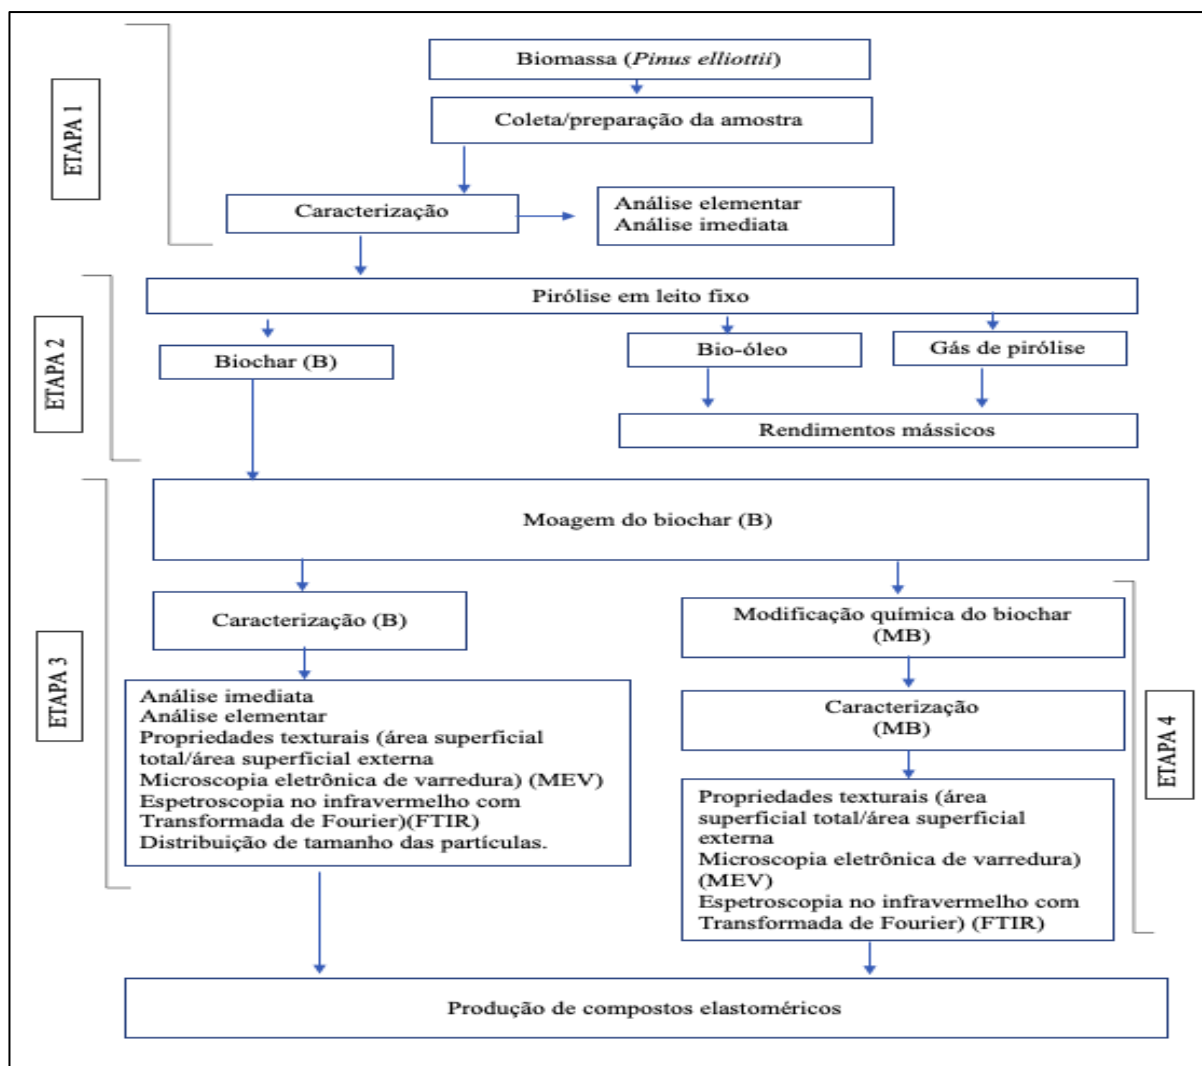 ETAPA 1
Biomassa (Pinus elliottii)
Coleta/preparação da amostra
Caracterização
Análise elementar
Análise imediata
ETAPA 2
Pirólise em leito fixo
Biochar (B)
Bio-óleo
Gás de pirólise
Rendimentos mássicos
ETAPA 3
Moagem do biochar (B)
Caracterização (B)
Análise imediata
Análise elementar
Propriedades texturais (área superficial
total/área superficial externa
Microscopia eletrônica de varredura) (MEV)
Espetroscopia no infravermelho com
Transformada de Fourier)(FTIR)
Distribuição de tamanho das partículas.
ETAPA 4
Modificação química do biochar
(MB)
Caracterização
(MB)
Propriedades texturais (área
superficial total/área superficial
externa
Microscopia eletrônica de varredura)
(MEV)
Espetroscopia no infravermelho com
Transformada de Fourier) (FTIR)
Produção de compostos elastoméricos